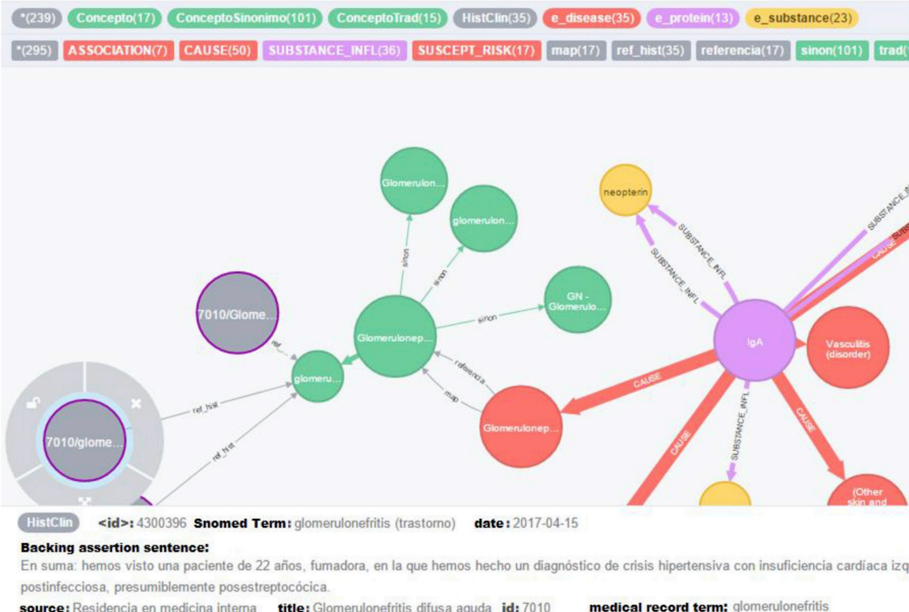 *(239) Concepto(17) ConceptoSinonimo(101) ConceptoTrad(15) HistClin(35) e_disease(35) e_protein(13) e_substance(23)
*(295) ASSOCIATION(7) CAUSE(50) SUBSTANCE_INFL(36) SUSCEPT_RISK(17) map(17) ref_hist(35) referencia(17) sinon(101) trad(
Glomerulon...
neopterin
glomerulon...
sinon
sinon
SUBSTANCE_INFL
SUBSTANCE_INFL
CAUSE
7010/Glome...
GN -
Glomerulo...
sinon
Glomerulonep...
ref_...
IgA
Vasculitis
(disorder)
glomeru...
referencia
map
CAUSE
ref_hist
7010/glome...
Glomerulonep...
ref_hist
CAUSE
SUBSTANCE_INFL
CAUSE
(Other
skin and
HistClin <id>: 4300396 Snomed Term: glomerulonefritis (trastorno) date: 2017-04-15
Backing assertion sentence:
En suma: hemos visto una paciente de 22 años, fumadora, en la que hemos hecho un diagnóstico de crisis hipertensiva con insuficiencia cardíaca izq
postinfecciosa, presumiblemente posestreptocócica.
source: Residencia en medicina interna title: Glomerulonefritis difusa aguda id: 7010 medical record term: glomerulonefritis